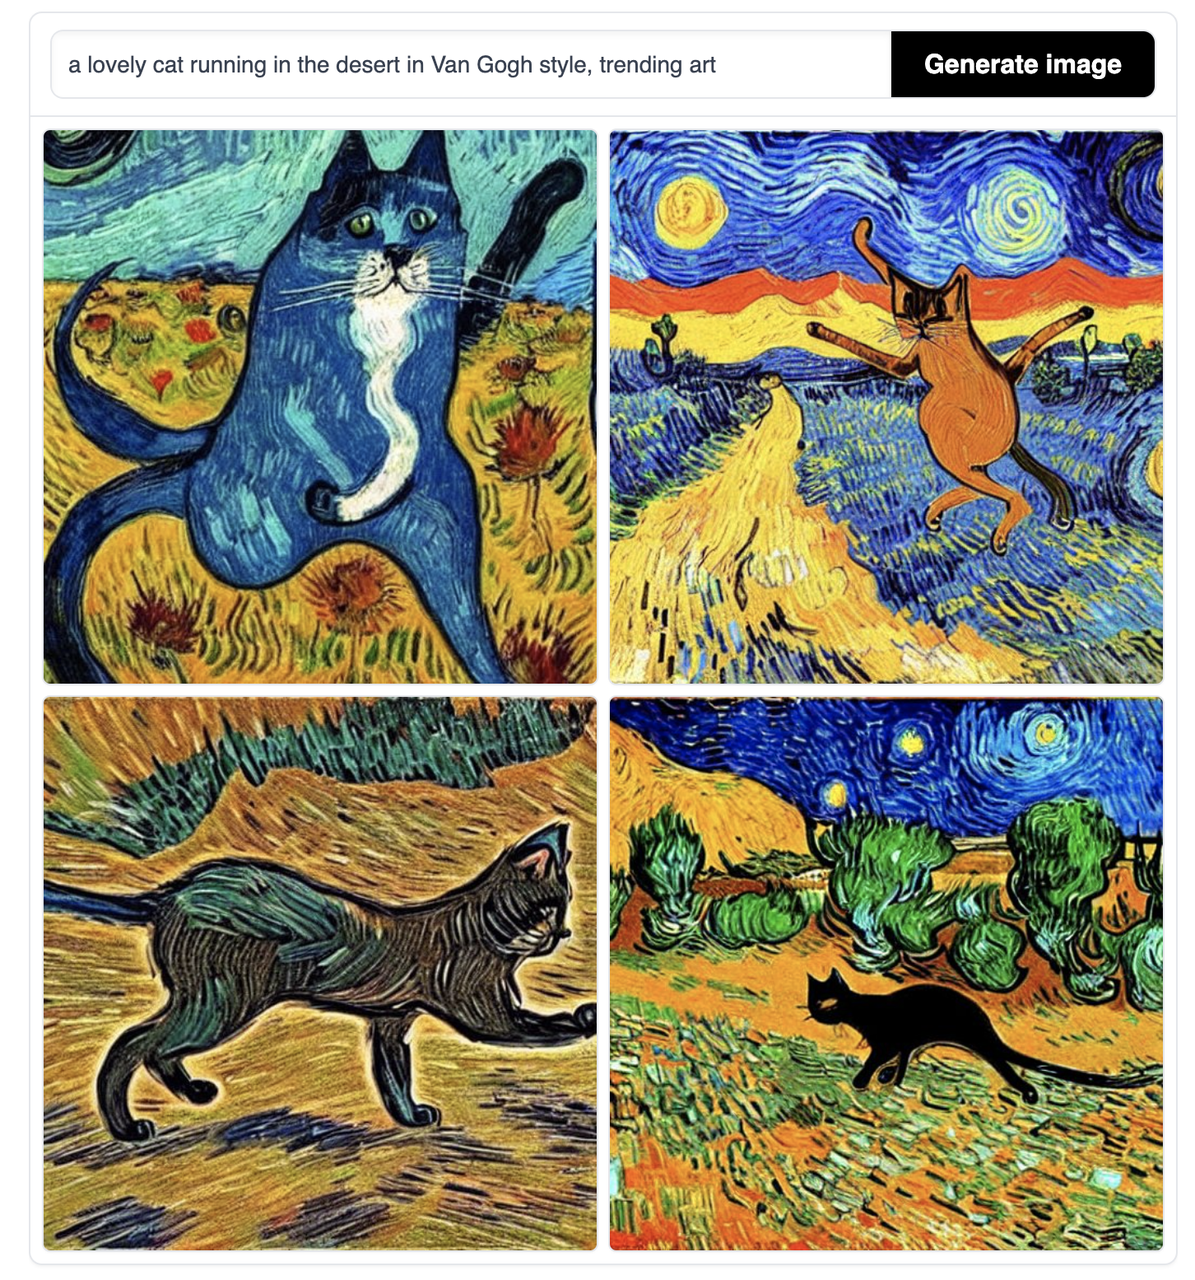 a lovely cat running in the desert in Van Gogh style, trending art
Generate image